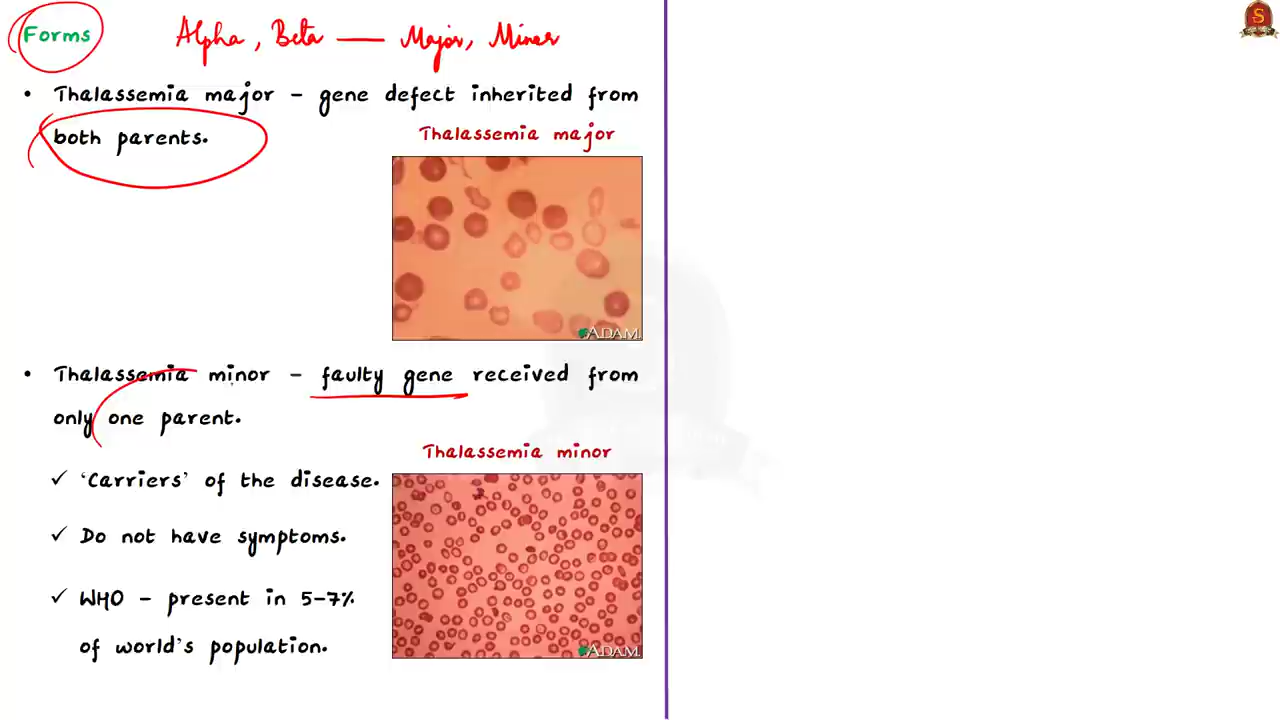 Forms
Alpha, Beta — Major, Minor
• Thalassemia major – gene defect inherited from
both parents.
Thalassemia major
ADAM.
• Thalassemia minor – faulty gene received from
only one parent.
Thalassemia minor
✓ 'Carriers' of the disease.
✓ Do not have symptoms.
✓ WHO – present in 5-7%
of world's population.
ADAM.
S